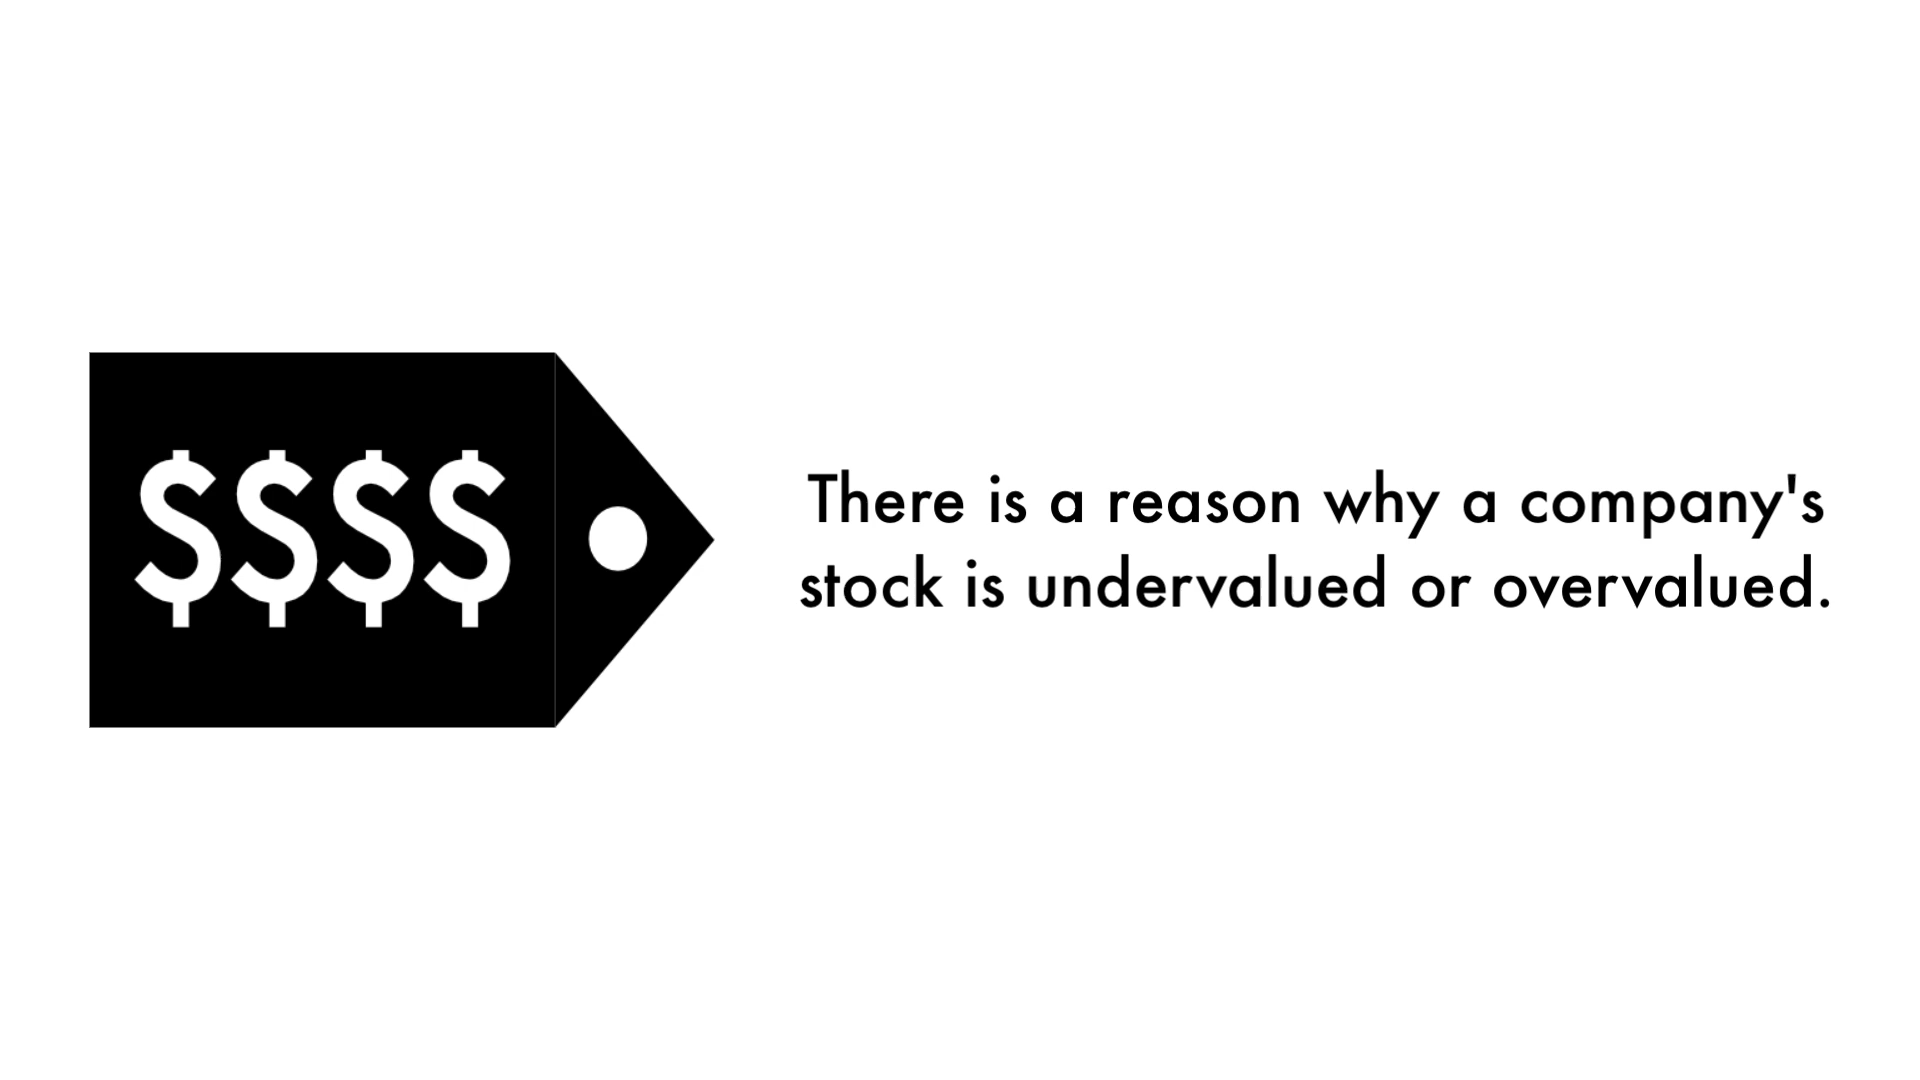 $$$$
There is a reason why a company's
stock is undervalued or overvalued.